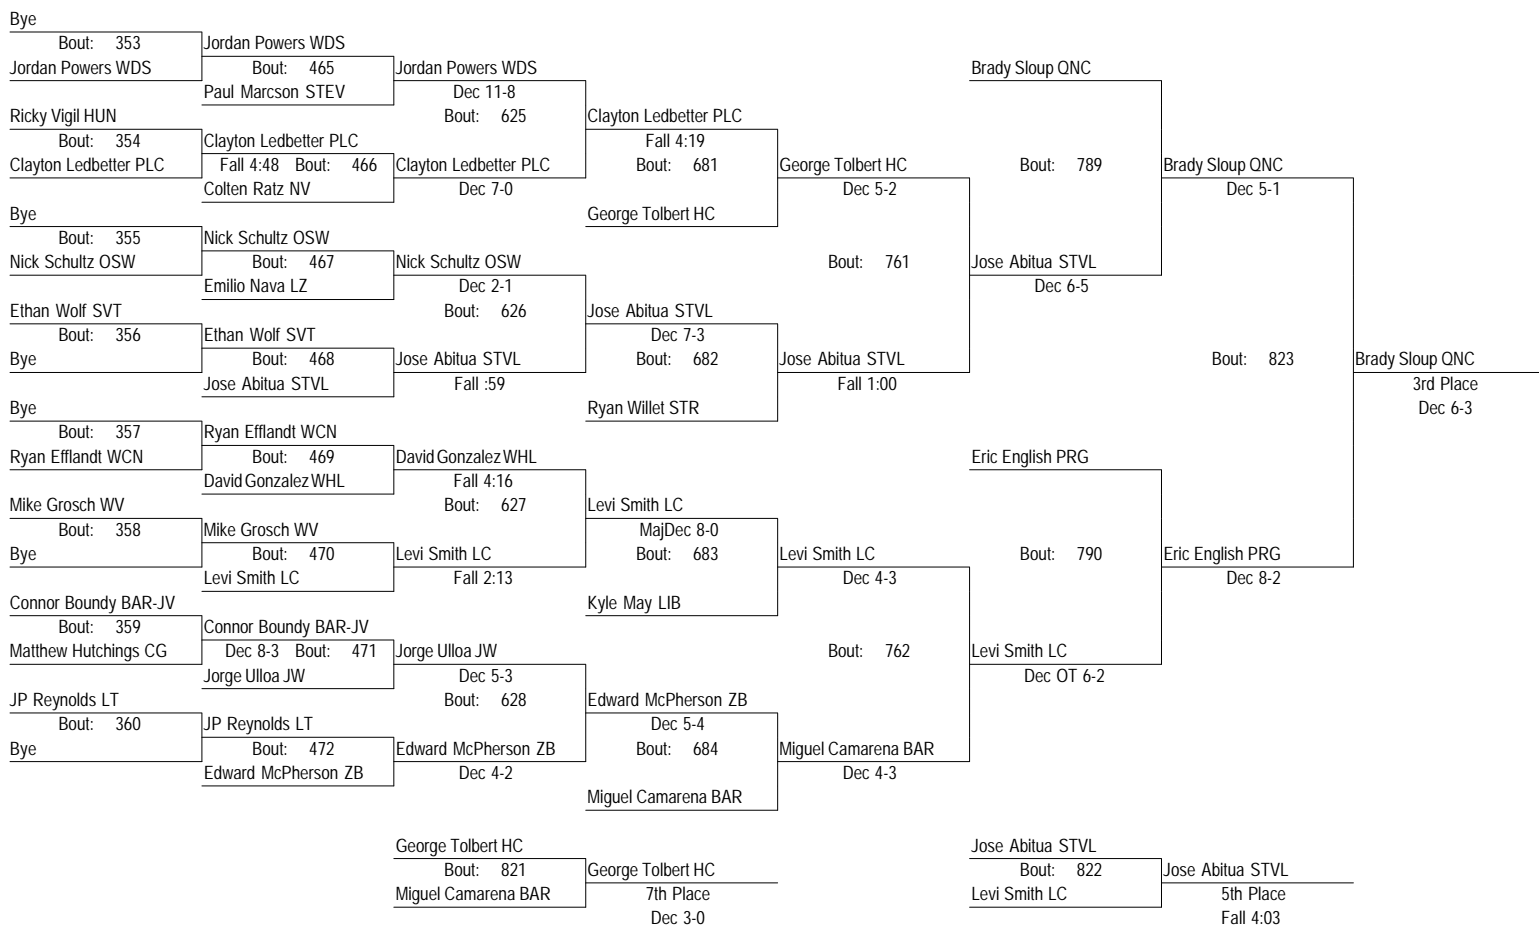 Bye
Bout: 353 Jordan Powers WDS
Jordan Powers WDS Bout: 465 Jordan Powers WDS Brady Sloup QNC
Paul Marcson STEV Dec 11-8
Ricky Vigil HUN Bout: 625 Clayton Ledbetter PLC
Bout: 354 Clayton Ledbetter PLC Fall 4:19
Clayton Ledbetter PLC Fall 4:48 Bout: 466 Clayton Ledbetter PLC Bout: 681 George Tolbert HC Bout: 789 Brady Sloup QNC
Colten Ratz NV Dec 7-0 Dec 5-2 Dec 5-1
Bye George Tolbert HC
Bout: 355 Nick Schultz OSW
Nick Schultz OSW Bout: 467 Nick Schultz OSW Bout: 761 Jose Abitua STVL
Emilio Nava LZ Dec 2-1 Dec 6-5
Ethan Wolf SVT Bout: 626 Jose Abitua STVL
Bout: 356 Ethan Wolf SVT Dec 7-3
Bye Bout: 468 Jose Abitua STVL Bout: 682 Jose Abitua STVL Bout: 823 Brady Sloup QNC
Jose Abitua STVL Fall :59 Fall 1:00 3rd Place
Bye Ryan Willet STR Dec 6-3
Bout: 357 Ryan Efflandt WCN
Ryan Efflandt WCN Bout: 469 David Gonzalez WHL Eric English PRG
David Gonzalez WHL Fall 4:16
Mike Grosch WV Bout: 627 Levi Smith LC
Bout: 358 Mike Grosch WV MajDec 8-0
Bye Bout: 470 Levi Smith LC Bout: 683 Levi Smith LC Bout: 790 Eric English PRG
Levi Smith LC Fall 2:13 Dec 4-3 Dec 8-2
Connor Boundy BAR-JV Kyle May LIB
Bout: 359 Connor Boundy BAR-JV
Matthew Hutchings CG Dec 8-3 Bout: 471 Jorge Ulloa JW Bout: 762 Levi Smith LC
Jorge Ulloa JW Dec 5-3 Dec OT 6-2
JP Reynolds LT Bout: 628 Edward McPherson ZB
Bout: 360 JP Reynolds LT Dec 5-4
Bye Bout: 472 Edward McPherson ZB Bout: 684 Miguel Camarena BAR
Edward McPherson ZB Dec 4-2 Dec 4-3
Miguel Camarena BAR
George Tolbert HC Jose Abitua STVL
Bout: 821 George Tolbert HC Bout: 822 Jose Abitua STVL
Miguel Camarena BAR 7th Place Levi Smith LC 5th Place
Dec 3-0 Fall 4:03